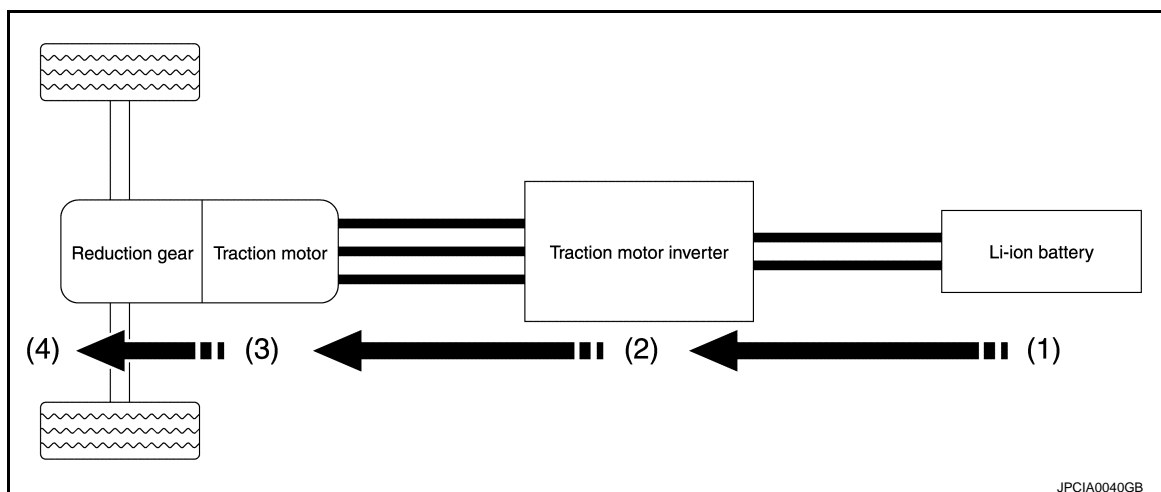 Reduction gear
Traction motor
Traction motor inverter
Li-ion battery
(4)
(3)
(2)
(1)
JPCIA0040GB